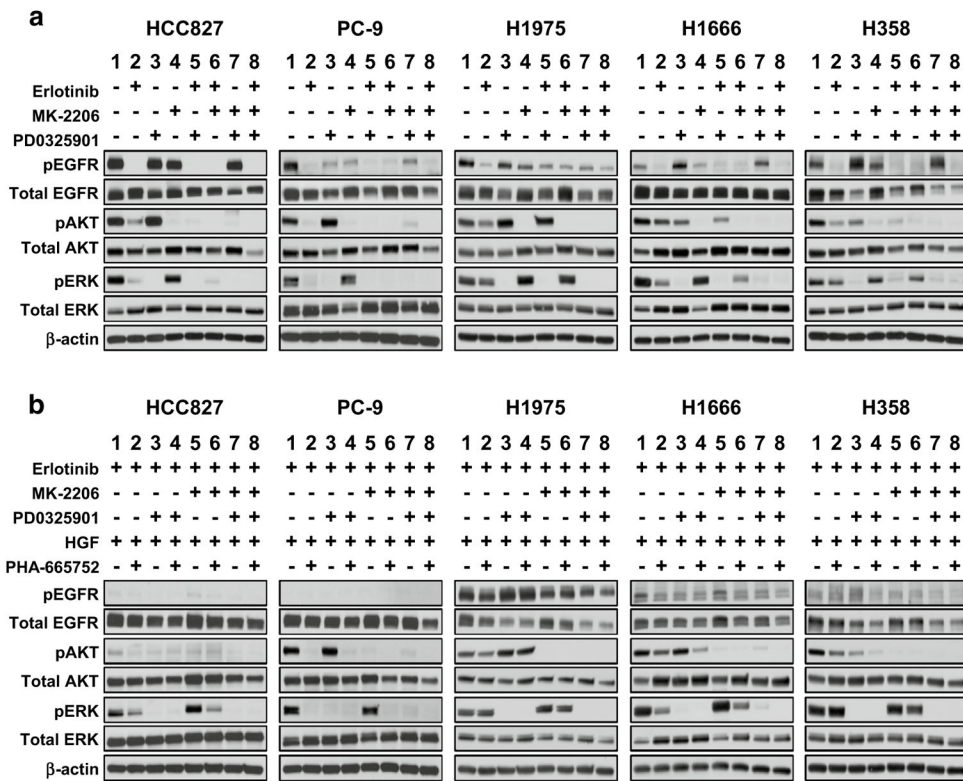 a
HCC827 PC-9 H1975 H1666 H358
1 2 3 4 5 6 7 8 1 2 3 4 5 6 7 8 1 2 3 4 5 6 7 8 1 2 3 4 5 6 7 8 1 2 3 4 5 6 7 8
Erlotinib - + - - + + - + - + - - + + - + - + - - + + - + - + - - + + - + - + - - + + - +
MK-2206 - - - + - + + + - - - + - + + + - - - + - + + + - - - + - + + + - - - + - + + +
PD0325901 - - + - + - + + - - + - + - + + - - + - + - + + - - + - + - + + - - + - + - + +
pEGFR
Total EGFR
pAKT
Total AKT
pERK
Total ERK
β-actin
b
HCC827 PC-9 H1975 H1666 H358
1 2 3 4 5 6 7 8 1 2 3 4 5 6 7 8 1 2 3 4 5 6 7 8 1 2 3 4 5 6 7 8 1 2 3 4 5 6 7 8
Erlotinib + + + + + + + + + + + + + + + + + + + + + + + + + + + + + + + + + + + + + + + +
MK-2206 - - - - + + + + - - - - + + + + - - - - + + + + - - - - + + + + - - - - + + + +
PD0325901 - - + + - - + + - - + + - - + + - - + + - - + + - - + + - - + + - - + + - - + +
HGF + + + + + + + + + + + + + + + + + + + + + + + + + + + + + + + + + + + + + + + +
PHA-665752 - + - + - + - + - + - + - + - + - + - + - + - + - + - + - + - + - + - + - + - +
pEGFR
Total EGFR
pAKT
Total AKT
pERK
Total ERK
β-actin